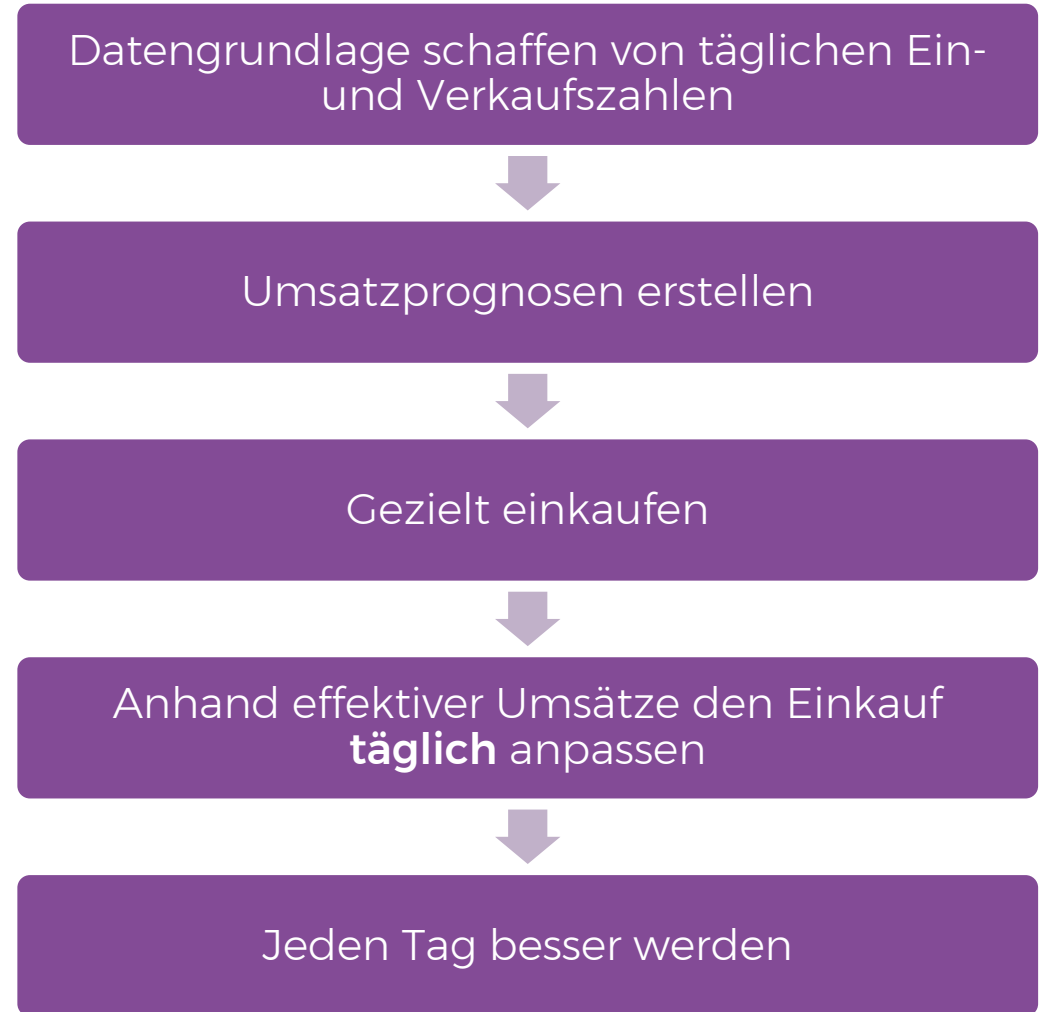 Datengrundlage schaffen von täglichen Ein-
und Verkaufszahlen
Umsatzprognosen erstellen
Gezielt einkaufen
Anhand effektiver Umsätze den Einkauf
täglich anpassen
Jeden Tag besser werden